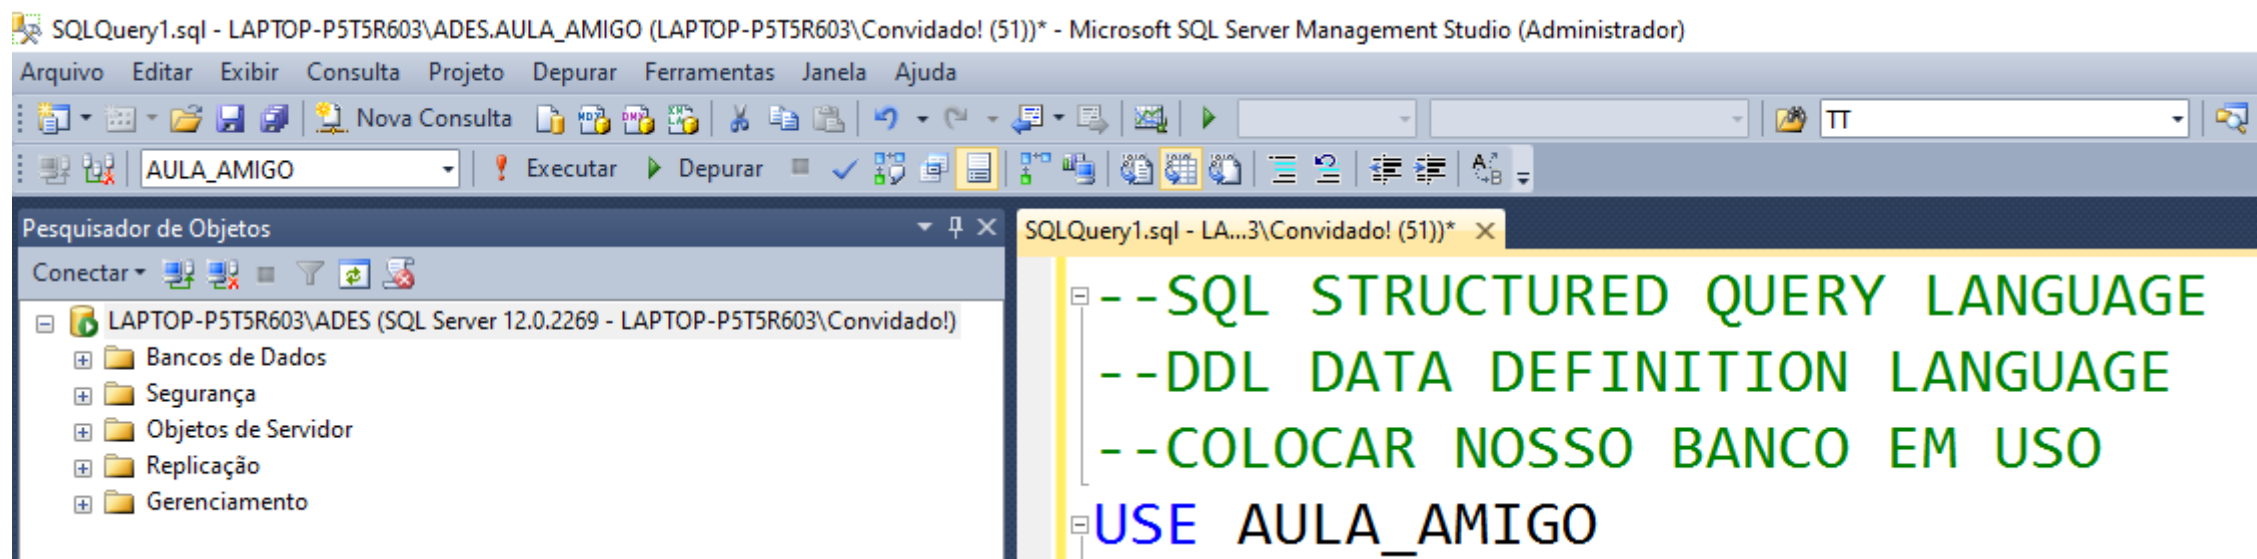 SQLQuery1.sql - LAPTOP-P5T5R603\ADES.AULA_AMIGO (LAPTOP-P5T5R603\Convidado! (51))* - Microsoft SQL Server Management Studio (Administrador)
Arquivo Editar Exibir Consulta Projeto Depurar Ferramentas Janela Ajuda
Nova Consulta TT
AULA_AMIGO Executar Depurar
Pesquisador de Objetos
Conectar
LAPTOP-P5T5R603\ADES (SQL Server 12.0.2269 - LAPTOP-P5T5R603\Convidado!)
Bancos de Dados
Segurança
Objetos de Servidor
Replicação
Gerenciamento
SQLQuery1.sql - LA...3\Convidado! (51))*
--SQL STRUCTURED QUERY LANGUAGE
--DDL DATA DEFINITION LANGUAGE
--COLOCAR NOSSO BANCO EM USO
USE AULA_AMIGO